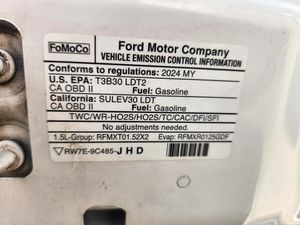 FoMoCo
Ford Motor Company
VEHICLE EMISSION CONTROL INFORMATION
Conforms to regulations: 2024 MY
U.S. EPA: T3B30 LDT2
CA OBD II Fuel: Gasoline
California: SULEV30 LDT
CA OBD II Fuel: Gasoline
TWC/WR-HO2S/HO2S/TC/CAC/DFI/SFI
No adjustments needed.
1.5L-Group: RFMXT01.52X2 Evap: RFMXR0125GDF
RW7E-9C485-JHD